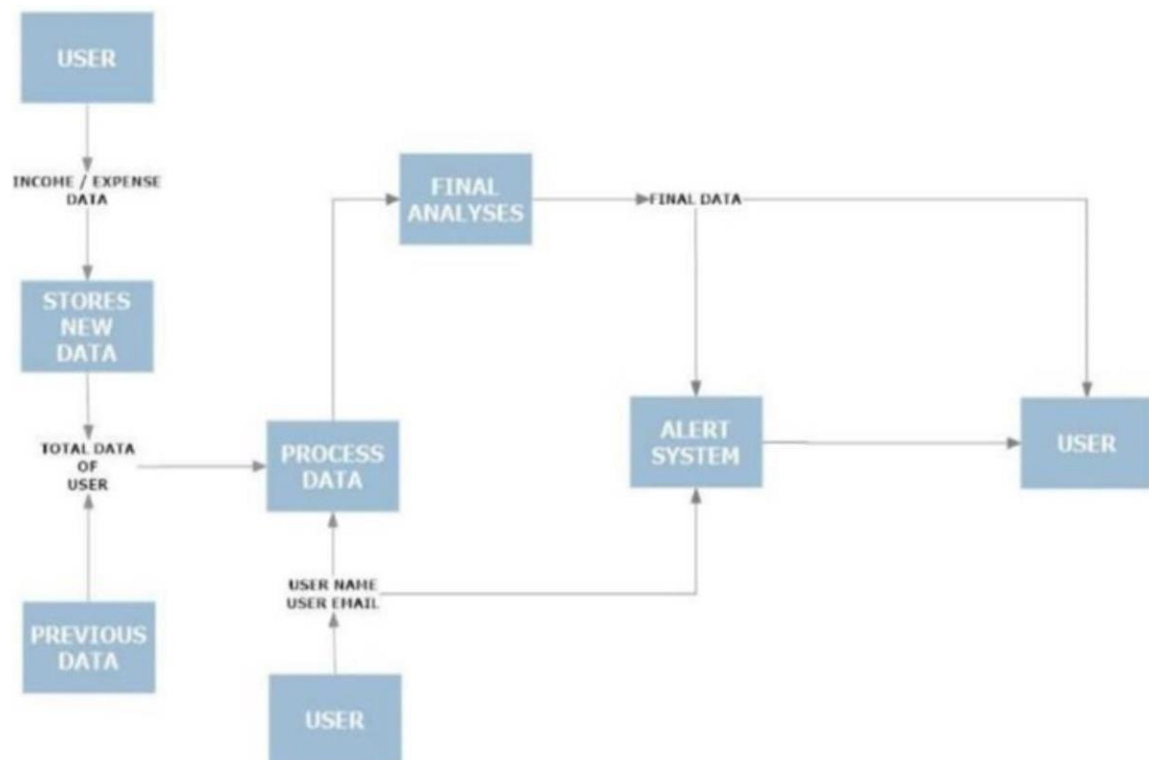 USER
INCOME / EXPENSE
DATA
STORES
NEW
DATA
TOTAL DATA
OF
USER
PREVIOUS
DATA
PROCESS
DATA
USER NAME
USER EMAIL
USER
FINAL
ANALYSES
FINAL DATA
ALERT
SYSTEM
USER